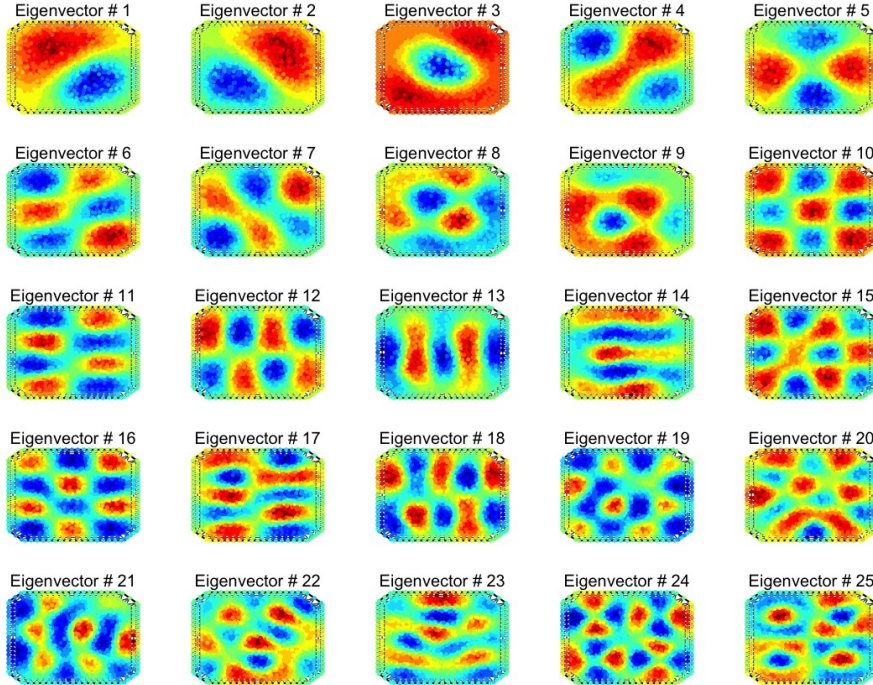 Eigenvector # 1
Eigenvector # 2
Eigenvector # 3
Eigenvector # 4
Eigenvector # 5
Eigenvector # 6
Eigenvector # 7
Eigenvector # 8
Eigenvector # 9
Eigenvector # 10
Eigenvector # 11
Eigenvector # 12
Eigenvector # 13
Eigenvector # 14
Eigenvector # 15
Eigenvector # 16
Eigenvector # 17
Eigenvector # 18
Eigenvector # 19
Eigenvector # 20
Eigenvector # 21
Eigenvector # 22
Eigenvector # 23
Eigenvector # 24
Eigenvector # 25